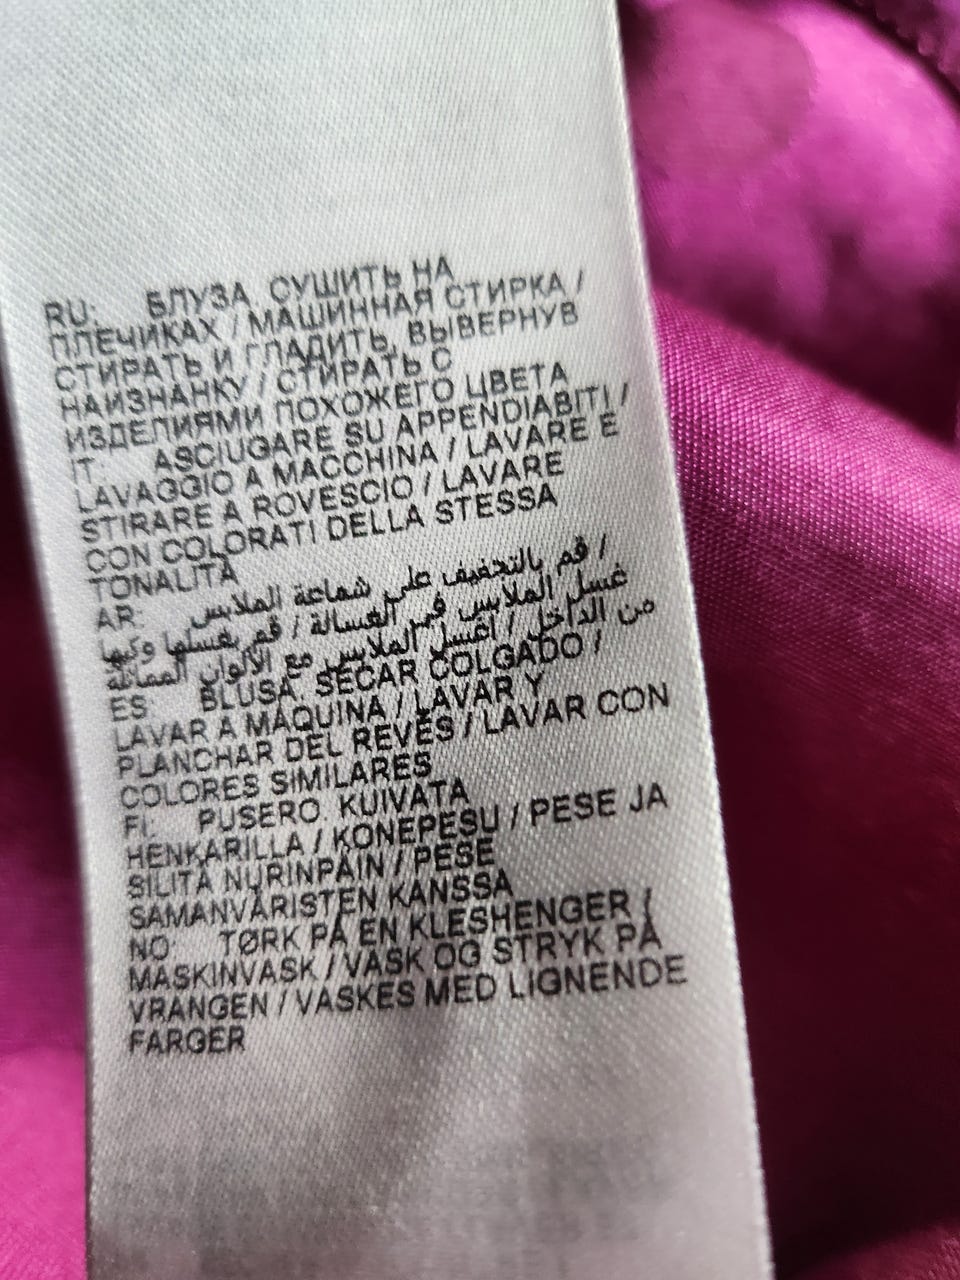 RU: БЛУЗА. СУШИТЬ НА
ПЛЕЧИКАХ / МАШИННАЯ СТИРКА /
СТИРАТЬ И ГЛАДИТЬ, ВЫВЕРНУВ
НАИЗНАНКУ / СТИРАТЬ С
ИЗДЕЛИЯМИ ПОХОЖЕГО ЦВЕТА
IT: ASCIUGARE SU APPENDIABITI /
LAVAGGIO A MACCHINA / LAVARE E
STIRARE A ROVESCIO / LAVARE
CON COLORATI DELLA STESSA
TONALITÀ
AR: قم بالتجفيف على شماعة الملابس /
غسل الملابس في الغسالة / قم بغسلها وكيها
من الداخل / اغسل الملابس مع الألوان المماثلة
ES: BLUSA. SECAR COLGADO /
LAVAR A MÁQUINA / LAVAR Y
PLANCHAR DEL REVÉS / LAVAR CON
COLORES SIMILARES
FI: PUSERO. KUIVATA
HENKARILLA / KONEPESU / PESE JA
SILITÄ NURINPÄIN / PESE
SAMANVÄRISTEN KANSSA
NO: TØRK PÅ EN KLESHENGER /
MASKINVASK / VASK OG STRYK PÅ
VRANGEN / VASKES MED LIGNENDE
FARGER